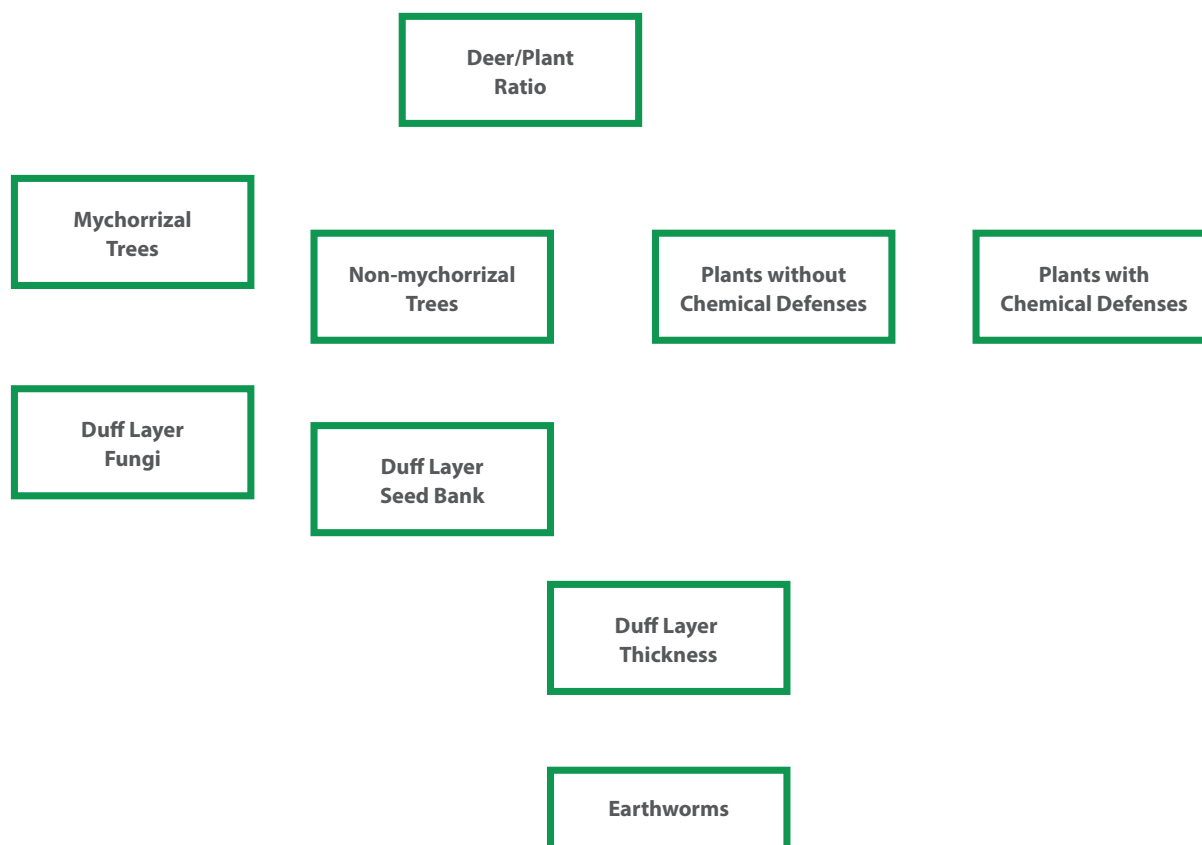 Deer/Plant
Ratio
Mychorrizal
Trees
Non-mychorrizal
Trees
Plants without
Chemical Defenses
Plants with
Chemical Defenses
Duff Layer
Fungi
Duff Layer
Seed Bank
Duff Layer
Thickness
Earthworms